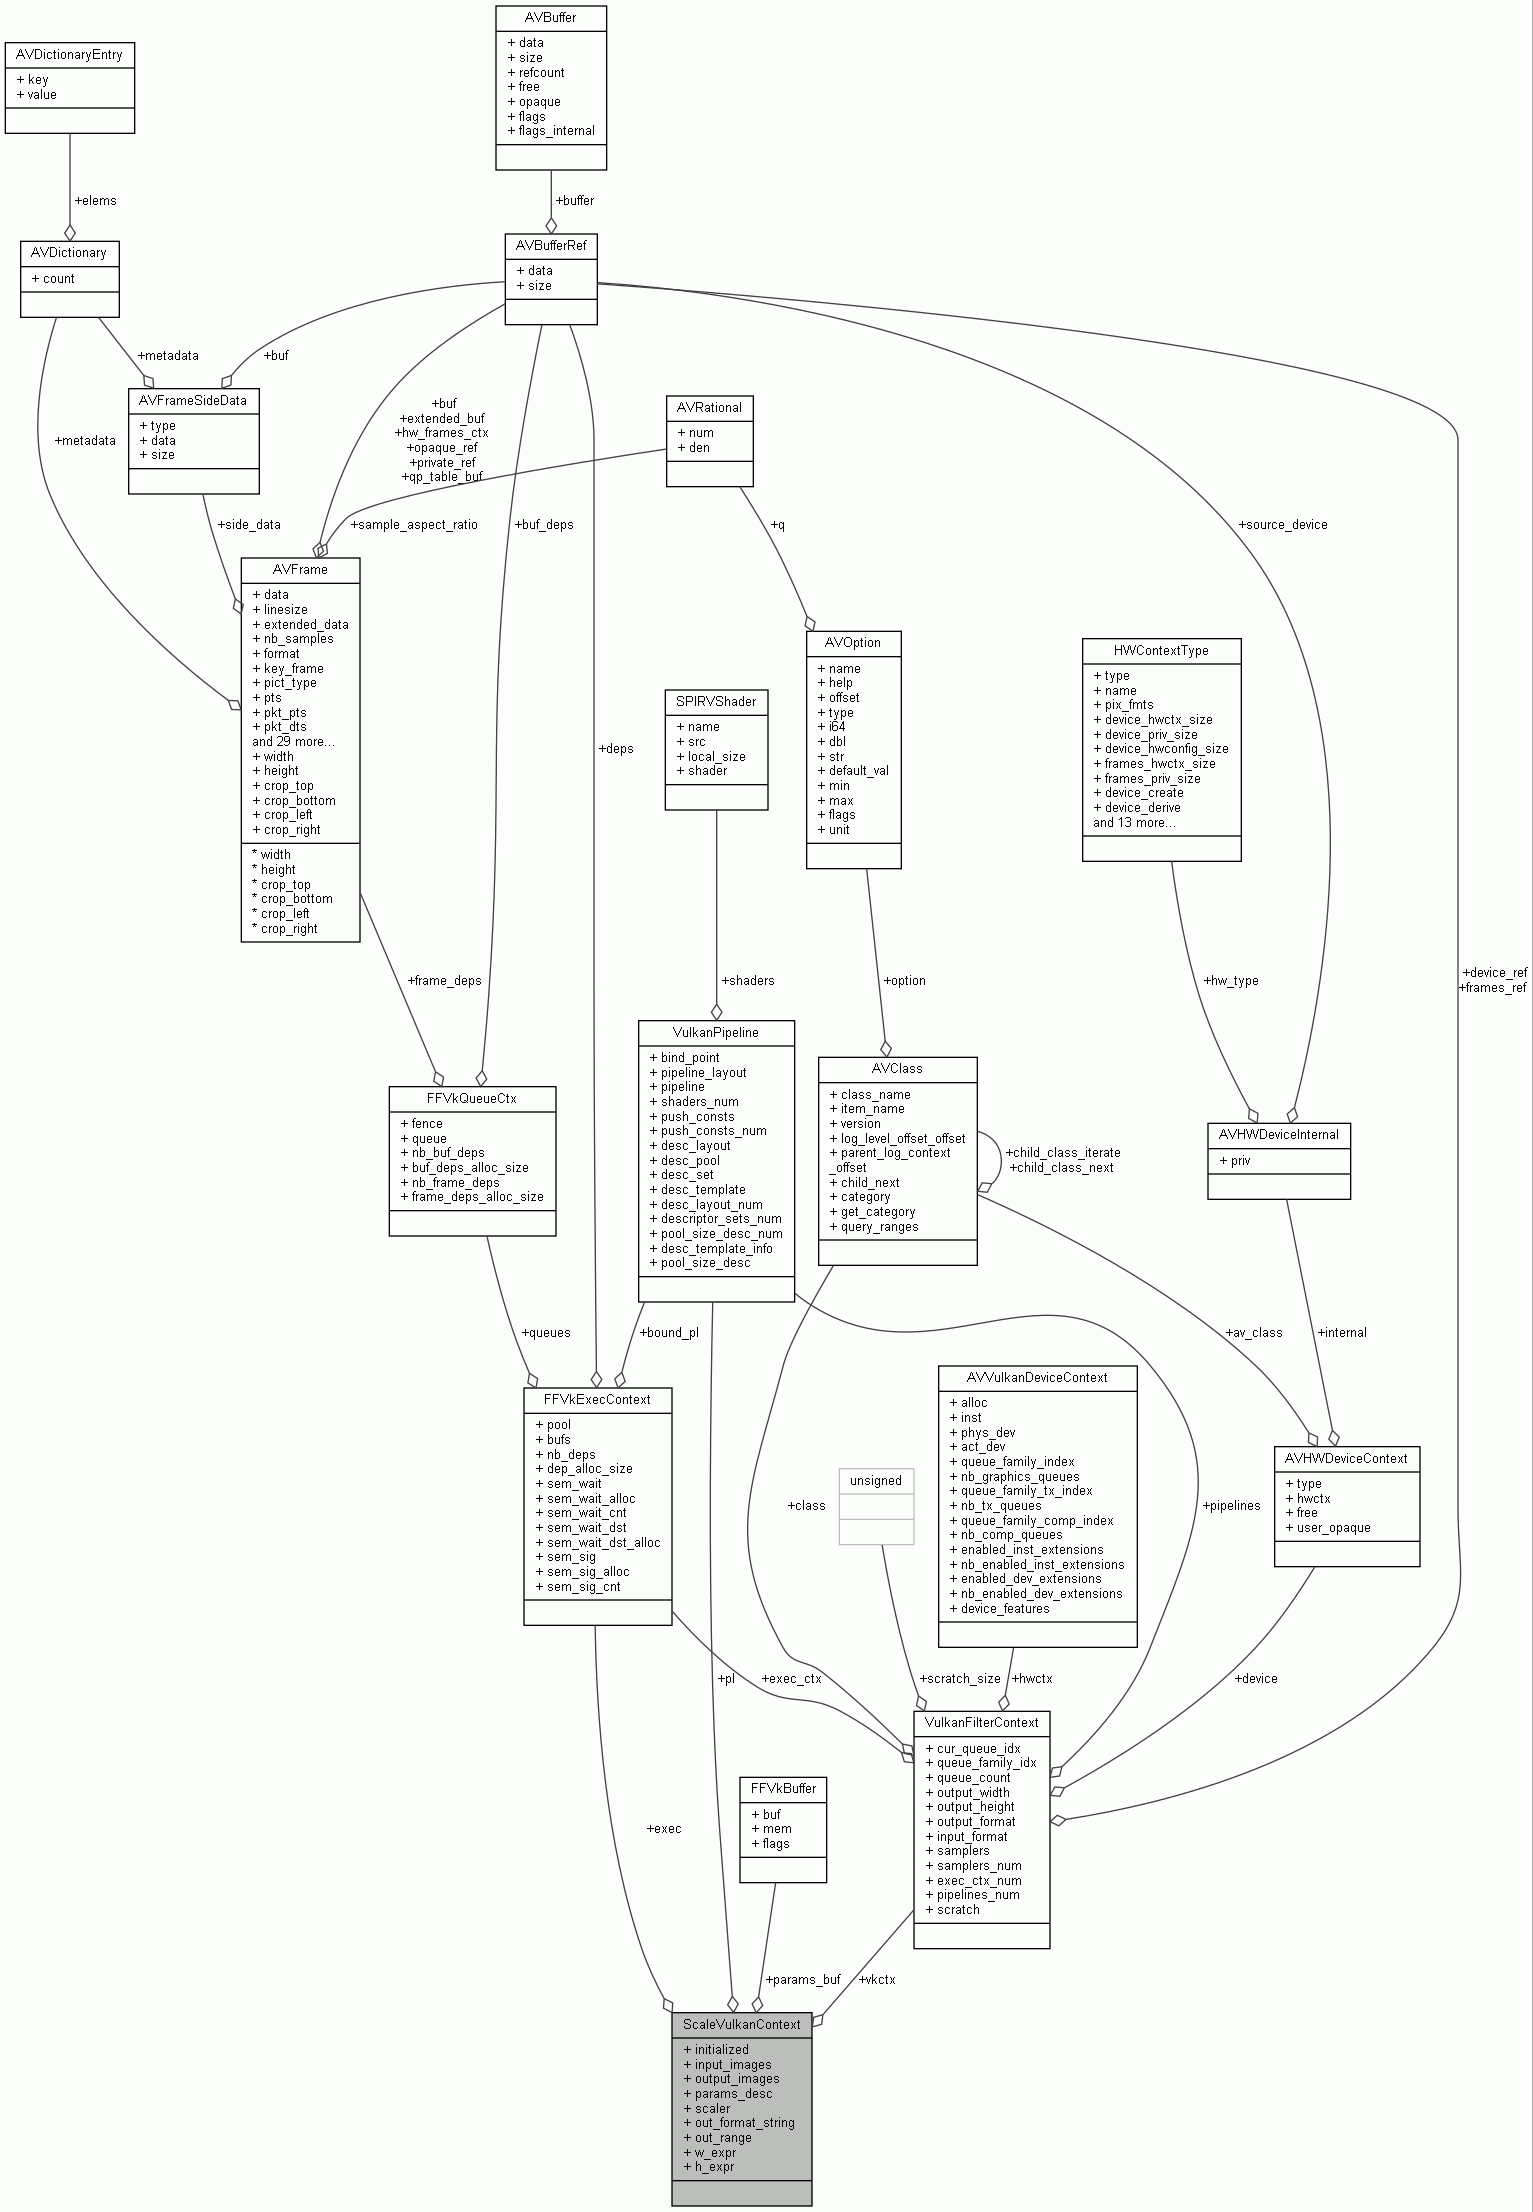 AVBuffer
+ data
+ size
+ refcount
+ free
+ opaque
+ flags
+ flags_internal
AVDictionaryEntry
+ key
+ value
+elems
+buffer
AVDictionary
+ count
AVBufferRef
+ data
+ size
+metadata
+buf
AVFrameSideData
+ type
+ data
+ size
+metadata
+buf
+extended_buf
+hw_frames_ctx
+opaque_ref
+private_ref
+qp_table_buf
AVRational
+ num
+ den
+side_data
+sample_aspect_ratio
+buf_deps
+q
+source_device
AVFrame
+ data
+ linesize
+ extended_data
+ nb_samples
+ format
+ key_frame
+ pict_type
+ pts
+ pkt_pts
+ pkt_dts
and 29 more...
+ width
+ height
+ crop_top
+ crop_bottom
+ crop_left
+ crop_right
* width
* height
* crop_top
* crop_bottom
* crop_left
* crop_right
+deps
SPIRVShader
+ name
+ src
+ local_size
+ shader
AVOption
+ name
+ help
+ offset
+ type
+ i64
+ dbl
+ str
+ default_val
+ min
+ max
+ flags
+ unit
HWContextType
+ type
+ name
+ pix_fmts
+ device_hwctx_size
+ device_priv_size
+ device_hwconfig_size
+ frames_hwctx_size
+ frames_priv_size
+ device_create
+ device_derive
and 13 more...
+frame_deps
+shaders
+option
+hw_type
+device_ref
+frames_ref
FFVkQueueCtx
+ fence
+ queue
+ nb_buf_deps
+ buf_deps_alloc_size
+ nb_frame_deps
+ frame_deps_alloc_size
VulkanPipeline
+ bind_point
+ pipeline_layout
+ pipeline
+ shaders_num
+ push_consts
+ push_consts_num
+ desc_layout
+ desc_pool
+ desc_set
+ desc_template
+ desc_layout_num
+ descriptor_sets_num
+ pool_size_desc_num
+ desc_template_info
+ pool_size_desc
AVClass
+ class_name
+ item_name
+ version
+ log_level_offset_offset
+ parent_log_context
_offset
+ child_next
+ category
+ get_category
+ query_ranges
+child_class_iterate
+child_class_next
AVHWDeviceInternal
+ priv
+queues
+bound_pl
+av_class
+internal
FFVkExecContext
+ pool
+ bufs
+ nb_deps
+ dep_alloc_size
+ sem_wait
+ sem_wait_alloc
+ sem_wait_cnt
+ sem_wait_dst
+ sem_wait_dst_alloc
+ sem_sig
+ sem_sig_alloc
+ sem_sig_cnt
+class
unsigned
AVVulkanDeviceContext
+ alloc
+ inst
+ phys_dev
+ act_dev
+ queue_family_index
+ nb_graphics_queues
+ queue_family_tx_index
+ nb_tx_queues
+ queue_family_comp_index
+ nb_comp_queues
+ enabled_inst_extensions
+ nb_enabled_inst_extensions
+ enabled_dev_extensions
+ nb_enabled_dev_extensions
+ device_features
+pipelines
AVHWDeviceContext
+ type
+ hwctx
+ free
+ user_opaque
+pl
+exec_ctx
+scratch_size
+hwctx
+device
VulkanFilterContext
+ cur_queue_idx
+ queue_family_idx
+ queue_count
+ output_width
+ output_height
+ output_format
+ input_format
+ samplers
+ samplers_num
+ exec_ctx_num
+ pipelines_num
+ scratch
+exec
FFVkBuffer
+ buf
+ mem
+ flags
+params_buf
+vkctx
ScaleVulkanContext
+ initialized
+ input_images
+ output_images
+ params_desc
+ scaler
+ out_format_string
+ out_range
+ w_expr
+ h_expr